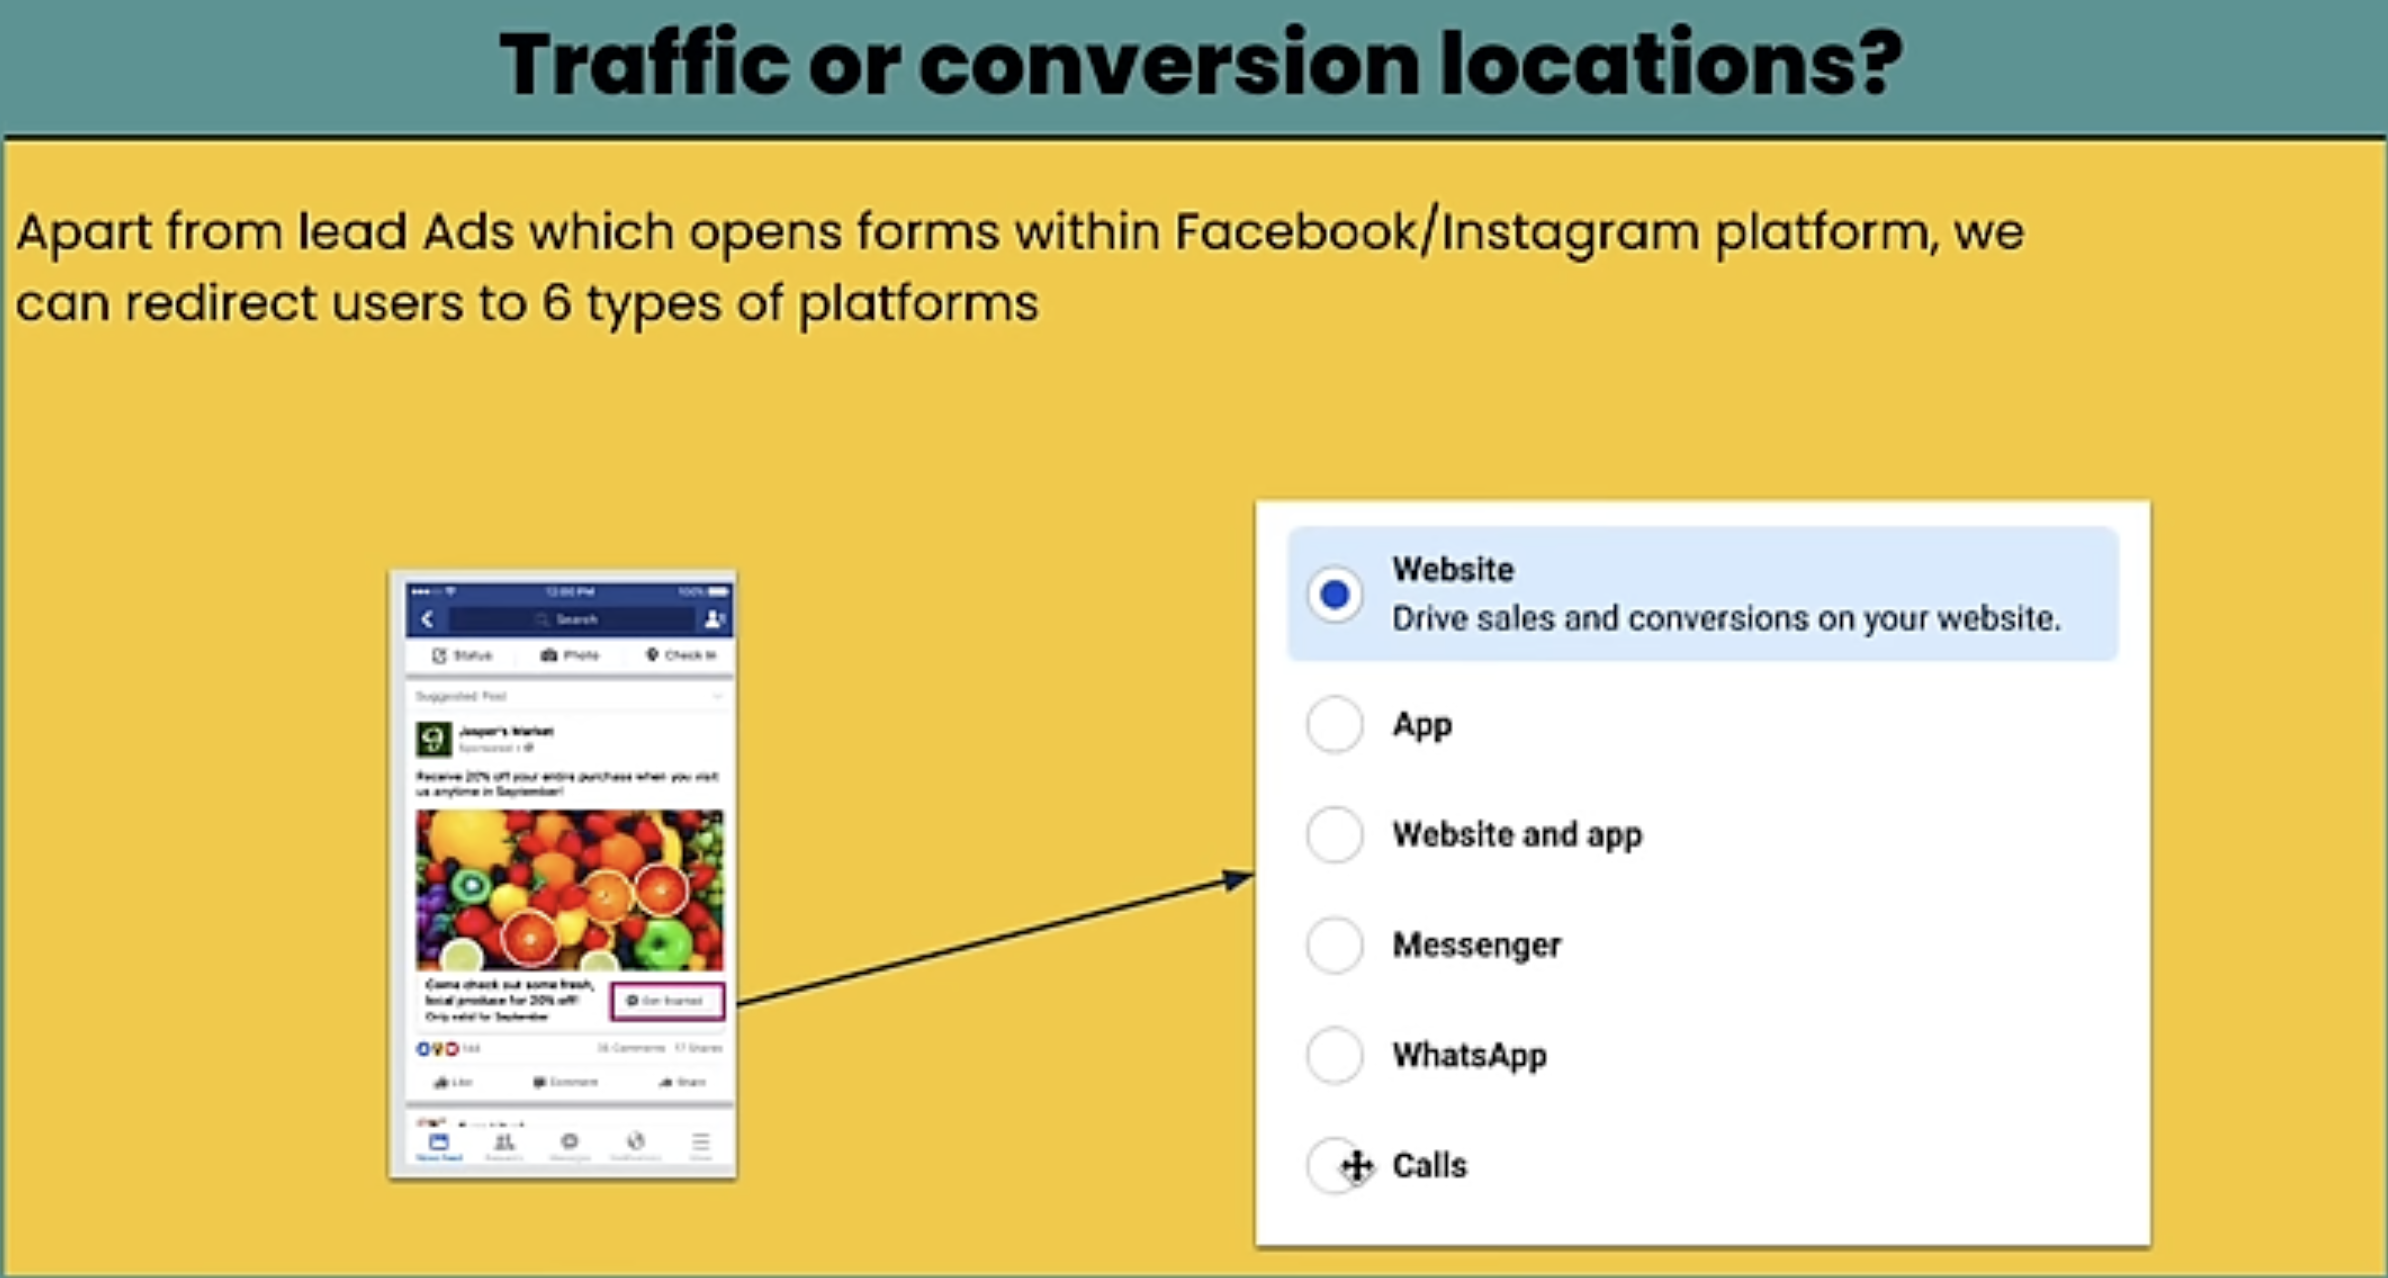 Traffic or conversion locations?
Apart from lead Ads which opens forms within Facebook/Instagram platform, we
can redirect users to 6 types of platforms
12:00 PM 100%
Search
Status Photo Check In
Suggested Post
Jasper's Market
Sponsored
Receive 20% off your entire purchase when you visit
us anytime in September!
Come check out some fresh,
local produce for 20% off!
Only valid for September
Get Started
Comments 17 Shares
Like Comment Share
News Feed
Website
Drive sales and conversions on your website.
App
Website and app
Messenger
WhatsApp
Calls